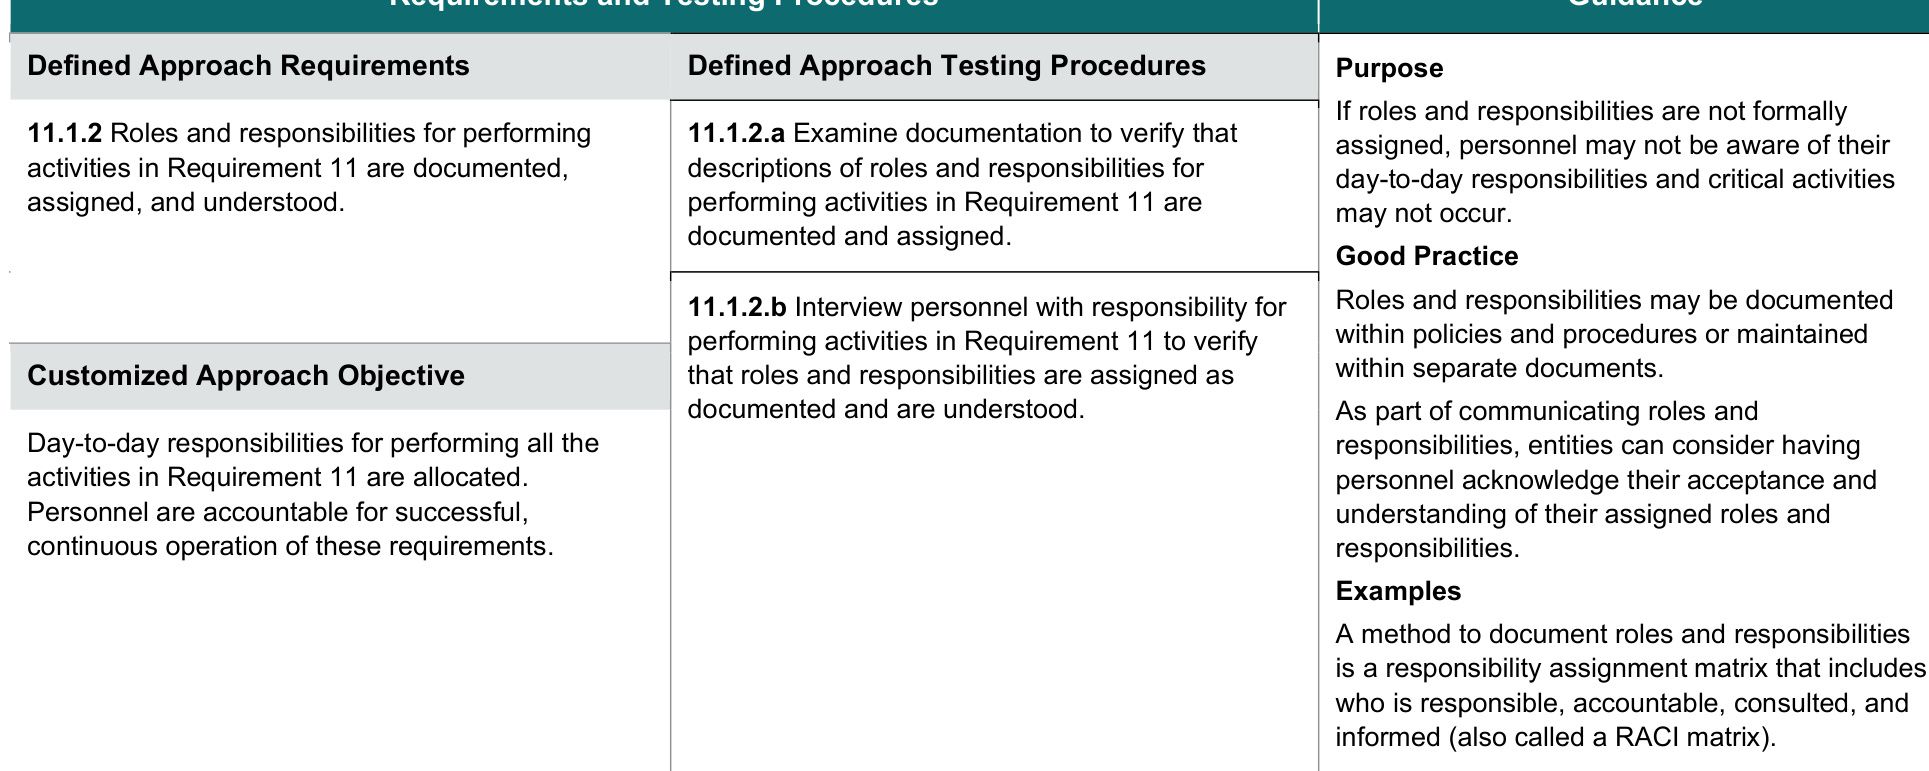 Requirements and Testing Procedures
Guidance
Defined Approach Requirements
11.1.2 Roles and responsibilities for performing
activities in Requirement 11 are documented,
assigned, and understood.
Customized Approach Objective
Day-to-day responsibilities for performing all the
activities in Requirement 11 are allocated.
Personnel are accountable for successful,
continuous operation of these requirements.
Defined Approach Testing Procedures
11.1.2.a Examine documentation to verify that
descriptions of roles and responsibilities for
performing activities in Requirement 11 are
documented and assigned.
11.1.2.b Interview personnel with responsibility for
performing activities in Requirement 11 to verify
that roles and responsibilities are assigned as
documented and are understood.
Purpose
If roles and responsibilities are not formally
assigned, personnel may not be aware of their
day-to-day responsibilities and critical activities
may not occur.
Good Practice
Roles and responsibilities may be documented
within policies and procedures or maintained
within separate documents.
As part of communicating roles and
responsibilities, entities can consider having
personnel acknowledge their acceptance and
understanding of their assigned roles and
responsibilities.
Examples
A method to document roles and responsibilities
is a responsibility assignment matrix that includes
who is responsible, accountable, consulted, and
informed (also called a RACI matrix).